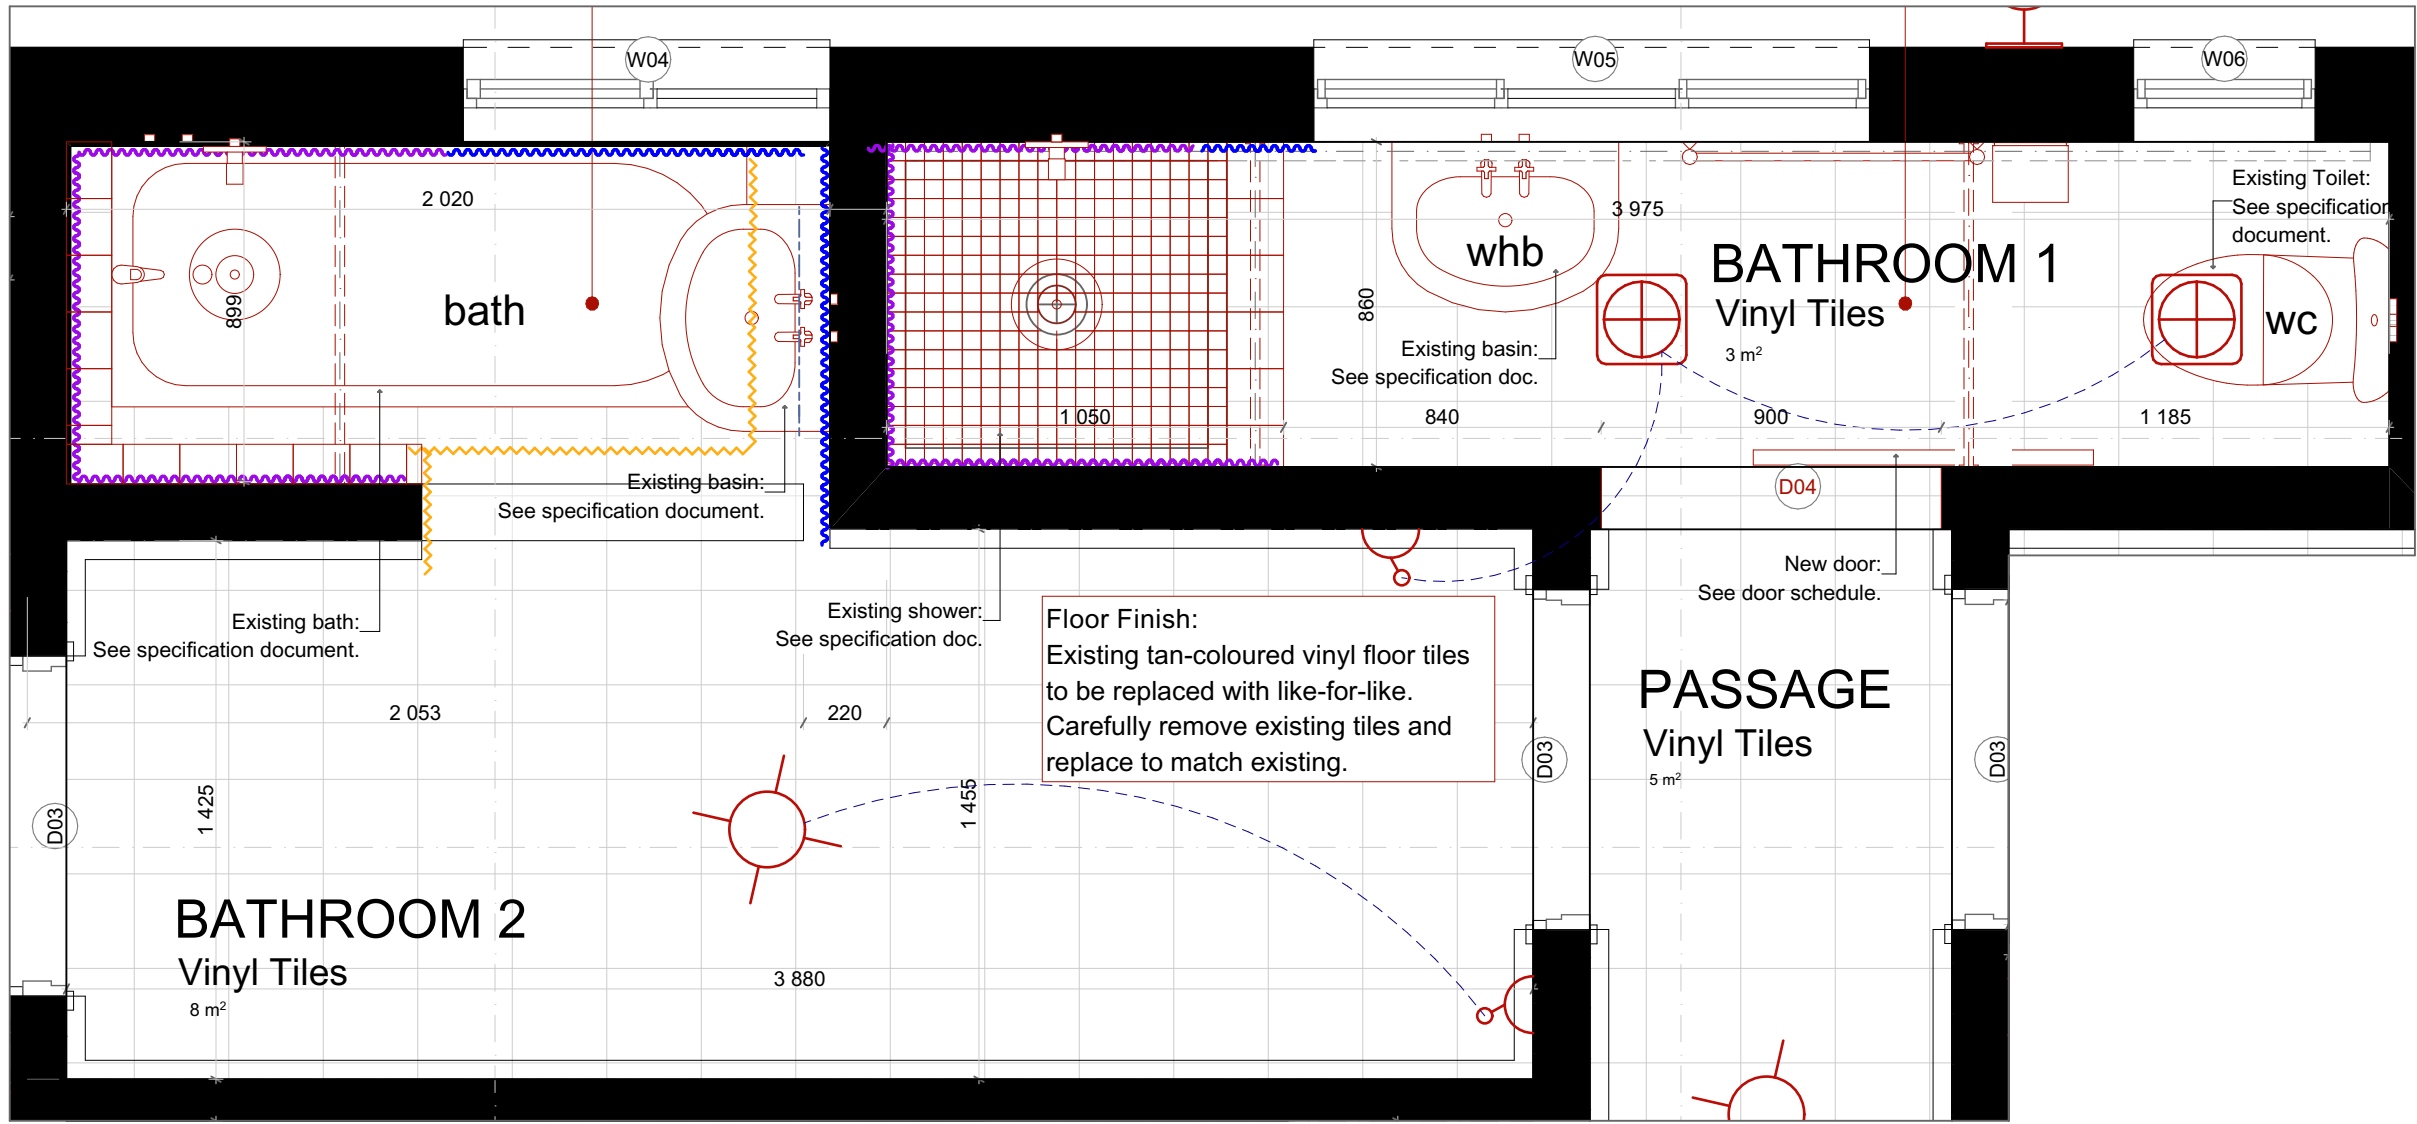 W04
W05
W06
2 020
899
bath
Existing basin:
See specification document.
Existing bath:
See specification document.
1 050
whb
860
Existing basin:
See specification doc.
840
3 975
BATHROOM 1
Vinyl Tiles
3 m²
900
Existing Toilet:
See specification
document.
wc
1 185
D04
New door:
See door schedule.
Existing shower:
See specification doc.
Floor Finish:
Existing tan-coloured vinyl floor tiles
to be replaced with like-for-like.
Carefully remove existing tiles and
replace to match existing.
PASSAGE
Vinyl Tiles
5 m²
D03
D03
D03
2 053
220
1 425
1 455
BATHROOM 2
Vinyl Tiles
8 m²
3 880